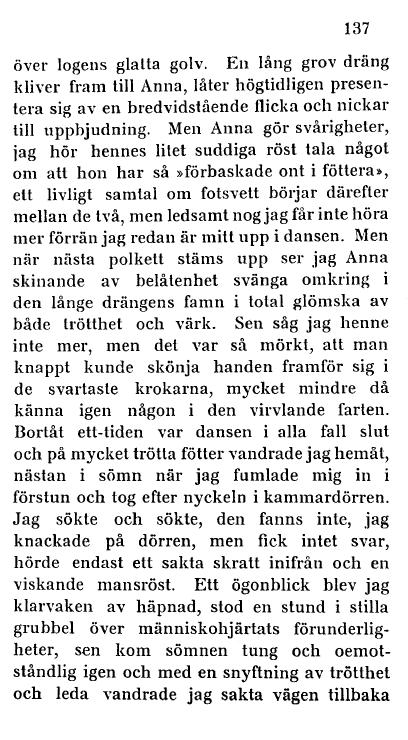 137
över logens glatta golv. En lång grov dräng
kliver fram till Anna, låter högtidligen presen-
tera sig av en bredvidstående flicka och nickar
till uppbjudning. Men Anna gör svårigheter,
jag hör hennes litet suddiga röst tala något
om att hon har så »förbaskade ont i föttera»,
ett livligt samtal om fotsvett börjar därefter
mellan de två, men ledsamt nog jag får inte höra
mer förrän jag redan är mitt upp i dansen. Men
när nästa polkett stäms upp ser jag Anna
skinande av belåtenhet svänga omkring i
den långe drängens famn i total glömska av
både trötthet och värk. Sen såg jag henne
inte mer, men det var så mörkt, att man
knappt kunde skönja handen framför sig i
de svartaste krokarna, mycket mindre då
känna igen någon i den virvlande farten.
Bortåt ett-tiden var dansen i alla fall slut
och på mycket trötta fötter vandrade jag hemåt,
nästan i sömn när jag fumlade mig in i
förstun och tog efter nyckeln i kammardörren.
Jag sökte och sökte, den fanns inte, jag
knackade på dörren, men fick intet svar,
hörde endast ett sakta skratt inifrån och en
viskande mansröst. Ett ögonblick blev jag
klarvaken av häpnad, stod en stund i stilla
grubbel över människohjärtats förunderlig-
heter, sen kom sömnen tung och oemot-
ståndlig igen och med en snyftning av trötthet
och leda vandrade jag sakta vägen tillbaka